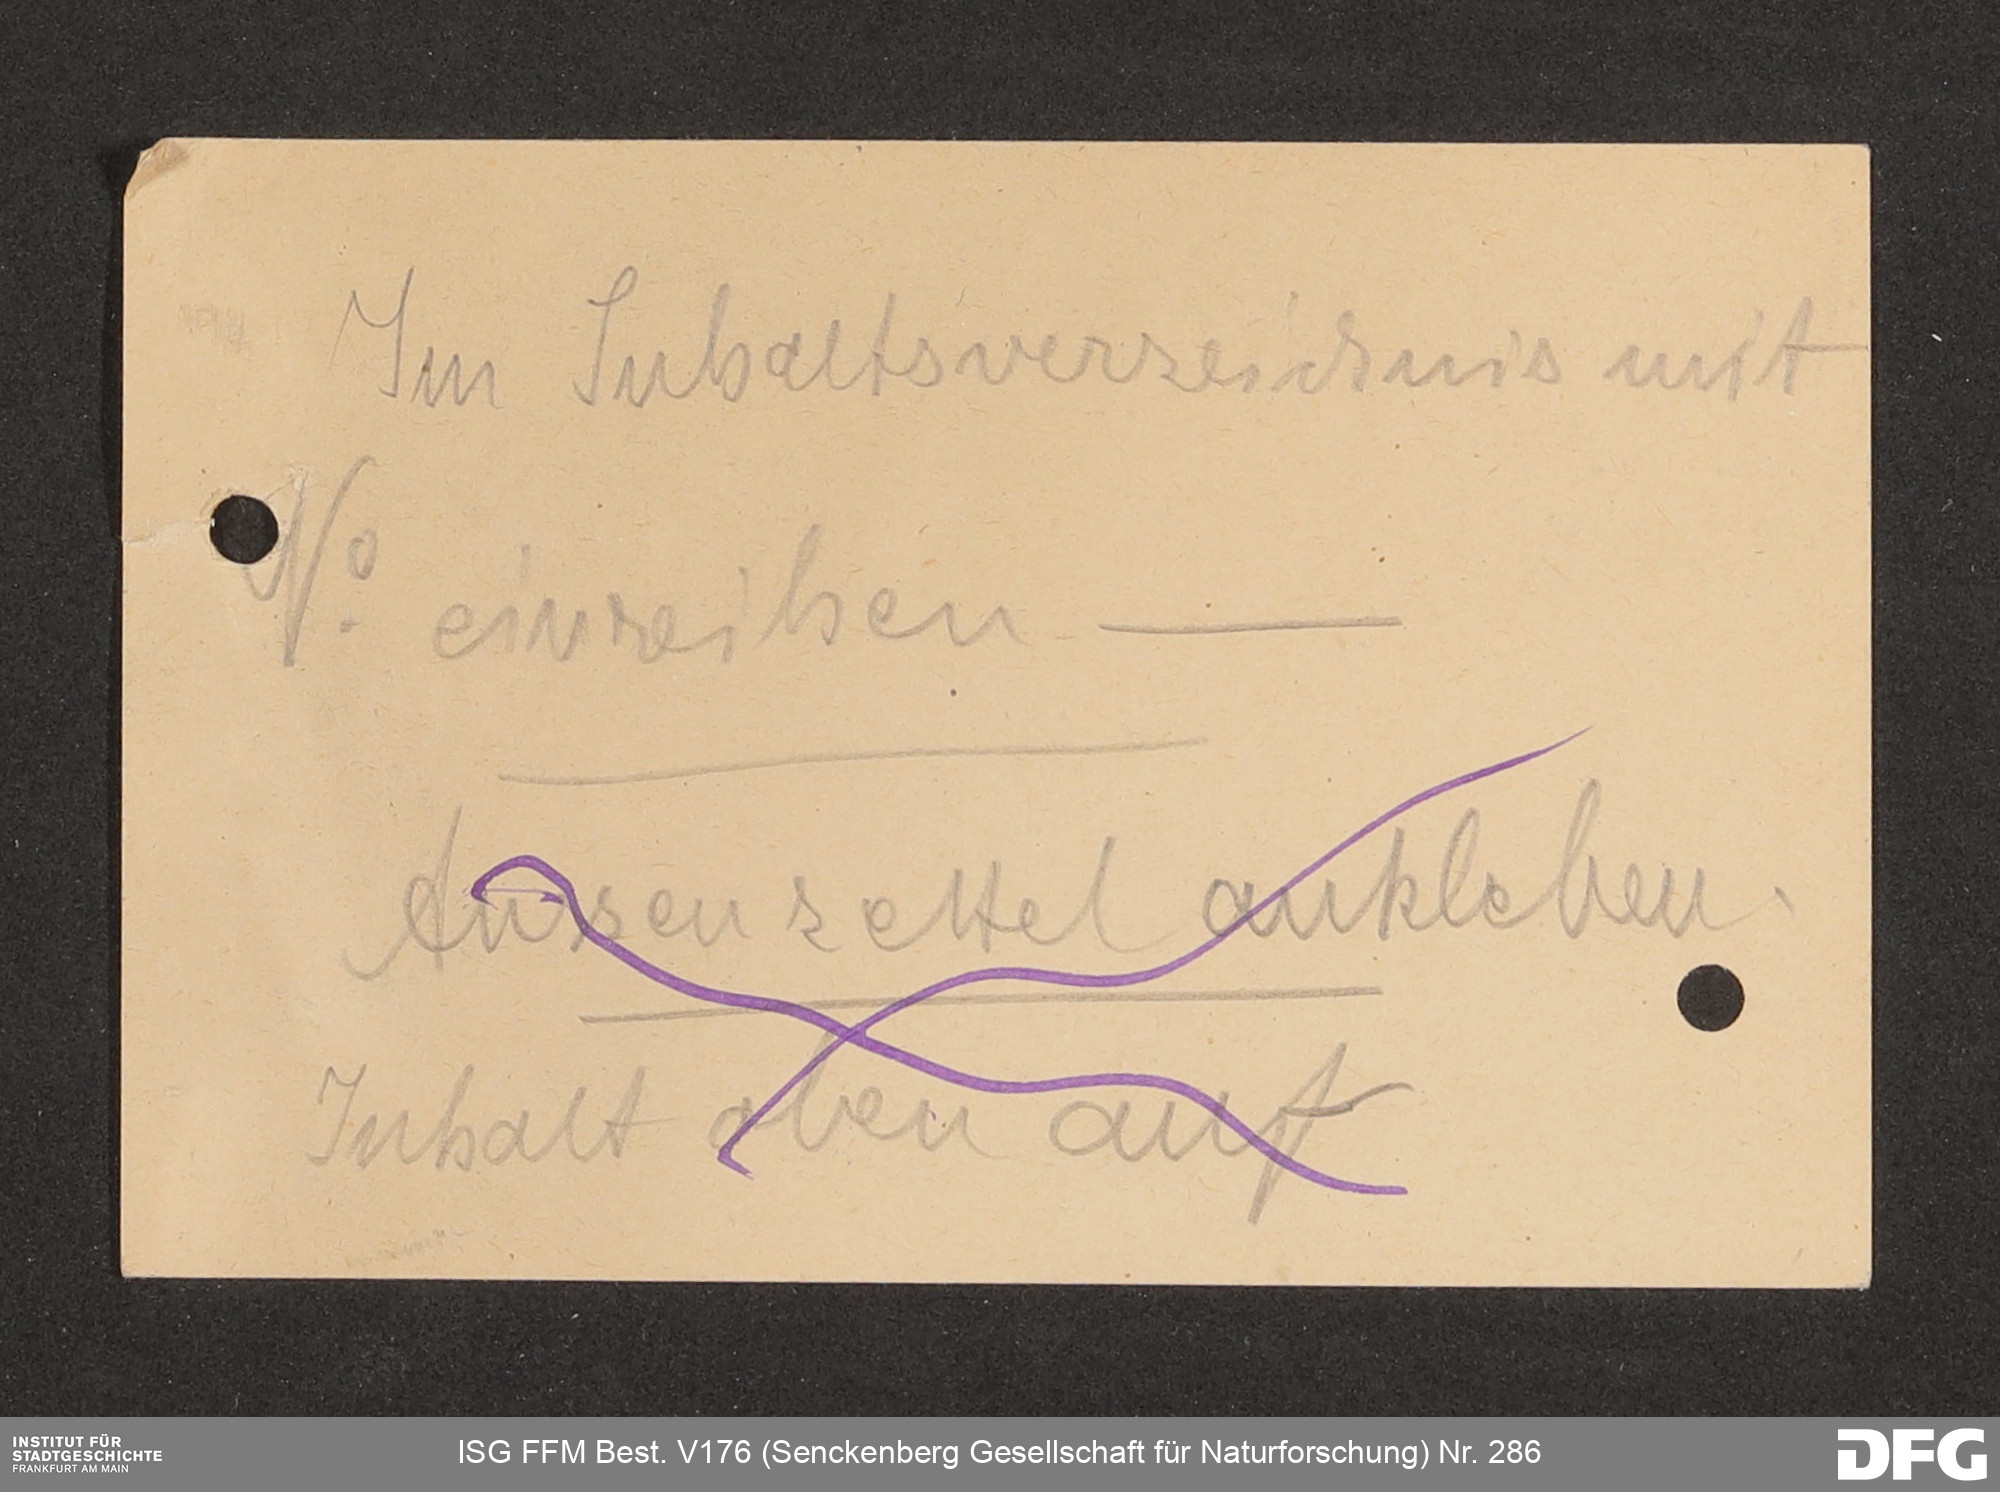 Im Inhaltsverzeichnis mit
No. einreihen —
Aussenzettel ankleben.
Inhalt oben auf
INSTITUT FÜR
STADTGESCHICHTE
FRANKFURT AM MAIN
ISG FFM Best. V176 (Senckenberg Gesellschaft für Naturforschung) Nr. 286
DFG